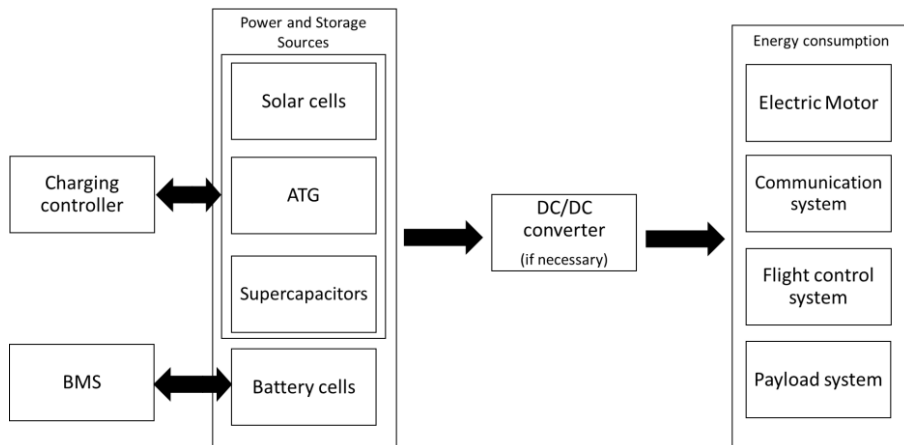 Power and Storage
Sources
Solar cells
ATG
Supercapacitors
Battery cells
Charging
controller
BMS
DC/DC
converter
(if necessary)
Energy consumption
Electric Motor
Communication
system
Flight control
system
Payload system